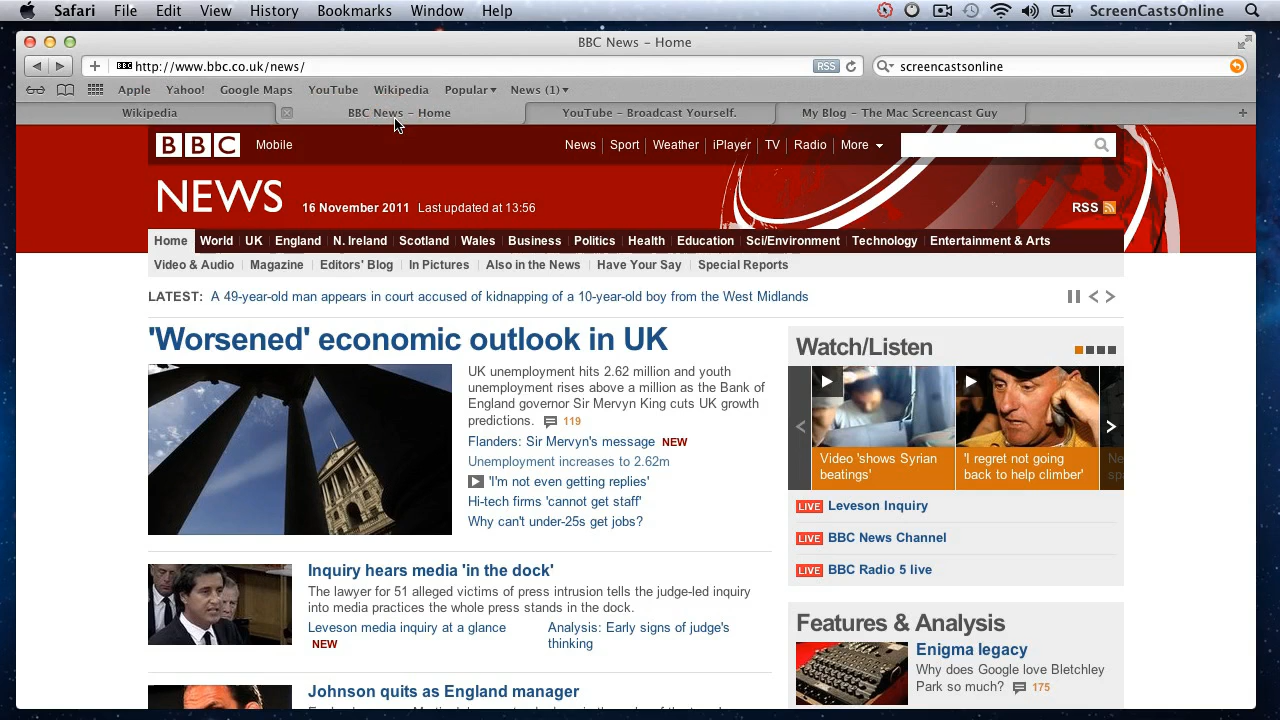 Safari File Edit View History Bookmarks Window Help ScreenCastsOnline
BBC News – Home
BBC http://www.bbc.co.uk/news/ RSS screencastsonline
Apple Yahoo! Google Maps YouTube Wikipedia Popular News (1)
Wikipedia BBC News – Home YouTube – Broadcast Yourself. My Blog – The Mac Screencast Guy
BBC Mobile News Sport Weather iPlayer TV Radio More
NEWS 16 November 2011 Last updated at 13:56 RSS
Home World UK England N. Ireland Scotland Wales Business Politics Health Education Sci/Environment Technology Entertainment & Arts
Video & Audio Magazine Editors' Blog In Pictures Also in the News Have Your Say Special Reports
LATEST: A 49-year-old man appears in court accused of kidnapping of a 10-year-old boy from the West Midlands
'Worsened' economic outlook in UK
UK unemployment hits 2.62 million and youth
unemployment rises above a million as the Bank of
England governor Sir Mervyn King cuts UK growth
predictions. 119
Flanders: Sir Mervyn's message NEW
Unemployment increases to 2.62m
'I'm not even getting replies'
Hi-tech firms 'cannot get staff'
Why can't under-25s get jobs?
Watch/Listen
Video 'shows Syrian
beatings'
'I regret not going
back to help climber'
LIVE Leveson Inquiry
LIVE BBC News Channel
LIVE BBC Radio 5 live
Inquiry hears media 'in the dock'
The lawyer for 51 alleged victims of press intrusion tells the judge-led inquiry
into media practices the whole press stands in the dock.
Leveson media inquiry at a glance
NEW
Analysis: Early signs of judge's
thinking
Features & Analysis
Enigma legacy
Why does Google love Bletchley
Park so much? 175
Johnson quits as England manager